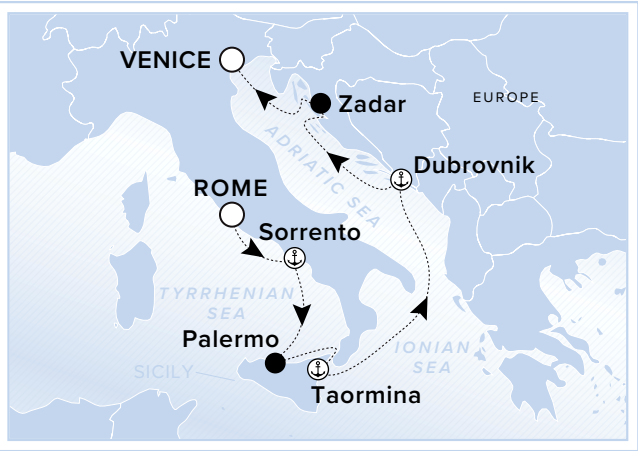 VENICE
Zadar
EUROPE
ADRIATIC SEA
Dubrovnik
ROME
Sorrento
TYRRHENIAN
SEA
Palermo
IONIAN
SEA
SICILY
Taormina